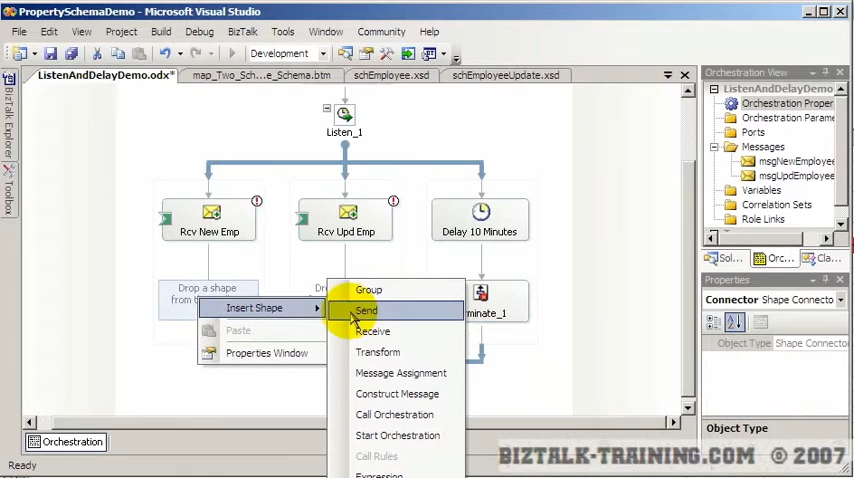 PropertySchemaDemo - Microsoft Visual Studio
File Edit View Project Build Debug BizTalk Tools Window Community Help
Development
ListenAndDelayDemo.odx* map_Two_Sch...e_Schema.btm schEmployee.xsd schEmployeeUpdate.xsd
BizTalk Explorer
Toolbox
Listen_1
Rcv New Emp
Rcv Upd Emp
Delay 10 Minutes
Drop a shape
from t
Dr
rminate_1
Insert Shape
Paste
Properties Window
Group
Send
Receive
Transform
Message Assignment
Construct Message
Call Orchestration
Start Orchestration
Call Rules
Expression
Orchestration
Ready
Orchestration View
ListenAndDelayDemo
Orchestration Proper
Orchestration Parame
Ports
Messages
msgNewEmployee
msgUpdEmployee
Variables
Correlation Sets
Role Links
Sol... Orc... Cla...
Properties
Connector Shape Connecto
Object Type Shape Connector
Object Type
BIZTALK-TRAINING.COM © 2007